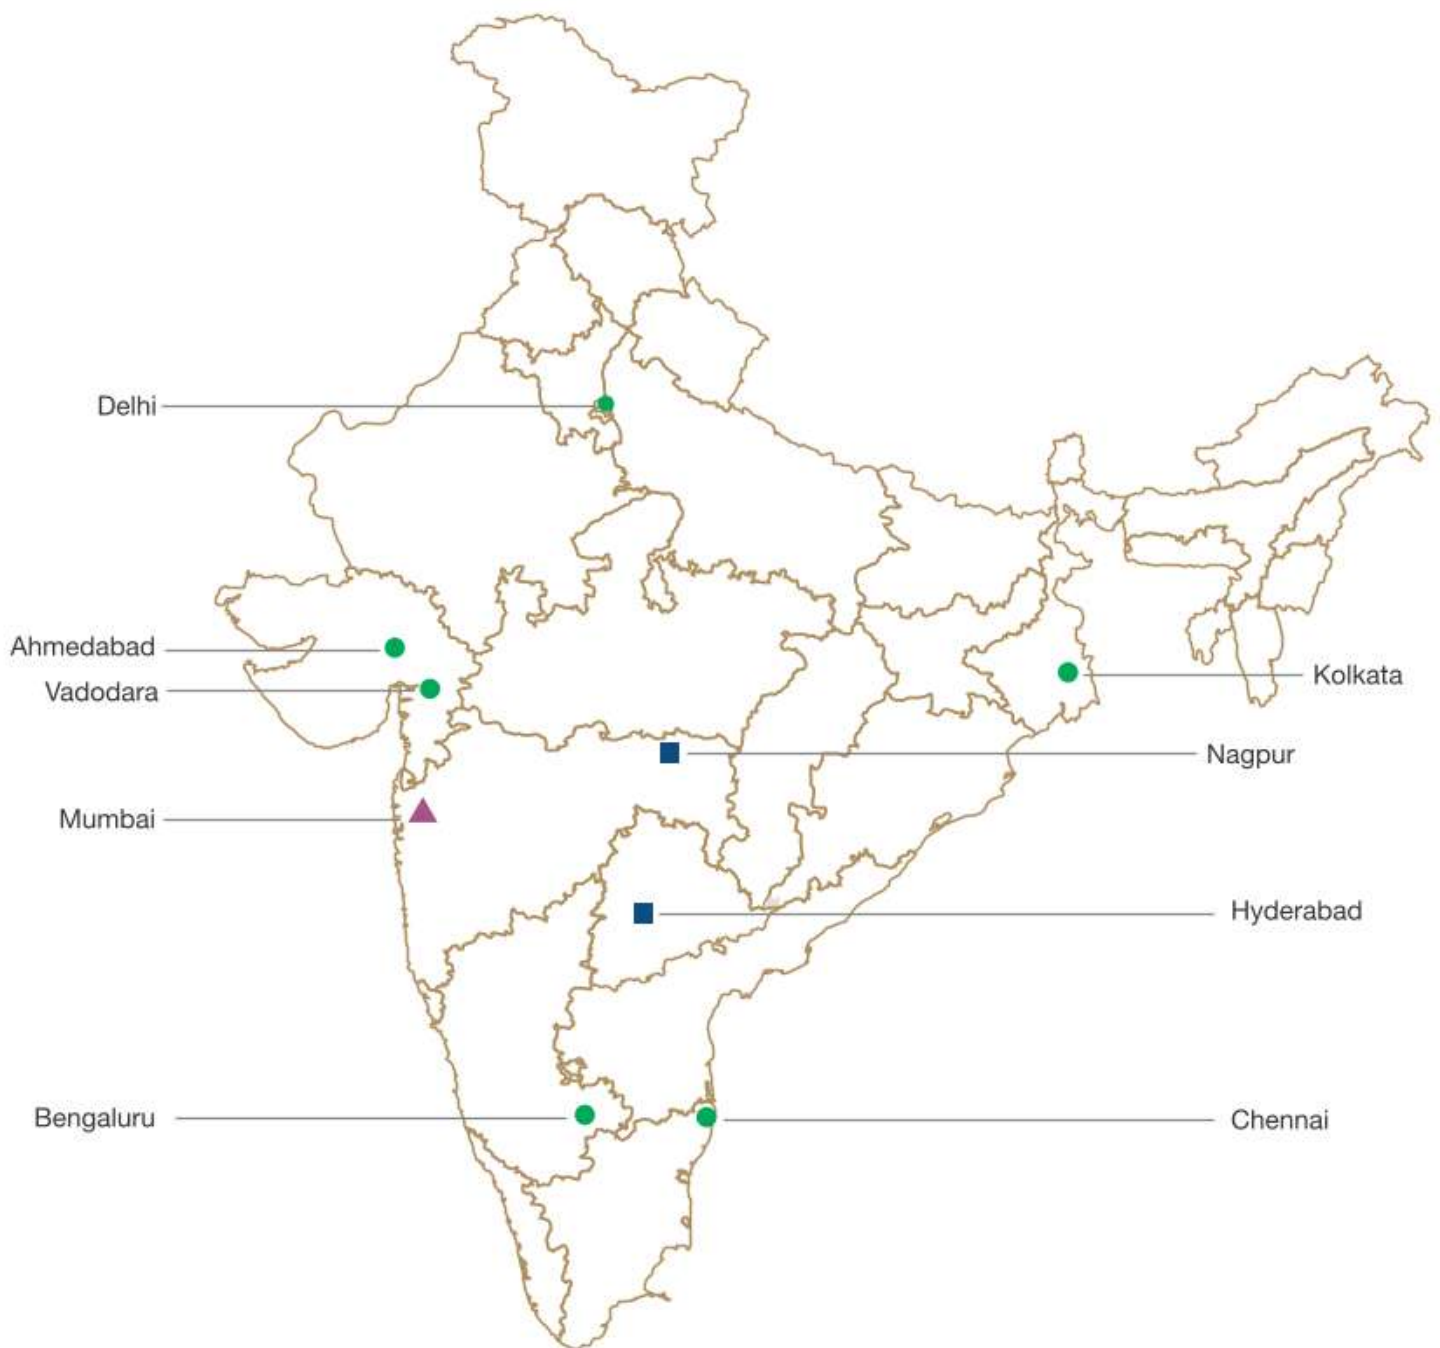 Delhi
Ahmedabad
Vadodara
Mumbai
Bengaluru
Kolkata
Nagpur
Hyderabad
Chennai